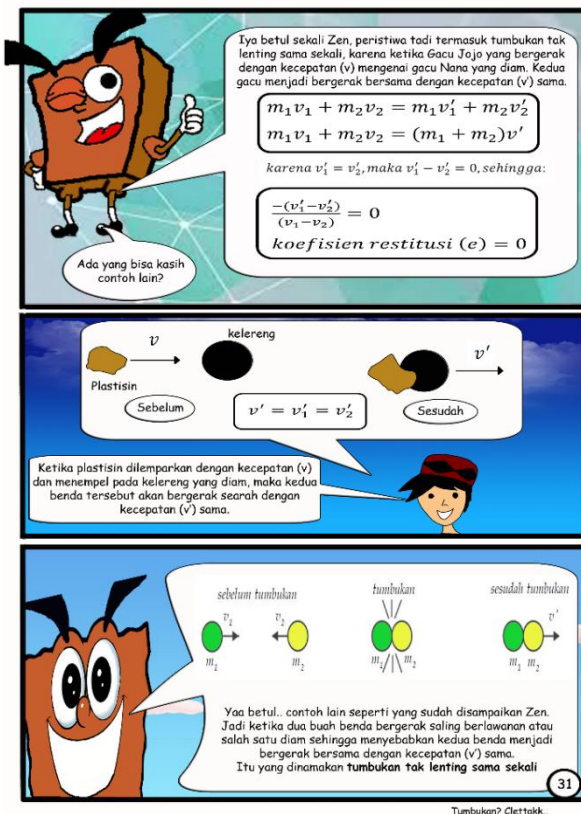 Iya betul sekali Zen, peristiwa tadi termasuk tumbukan tak
lenting sama sekali, karena ketika Gacu Jojo yang bergerak
dengan kecepatan (v) mengenai gacu Nana yang diam. Kedua
gacu menjadi bergerak bersama dengan kecepatan (v') sama.
m₁v₁ + m₂v₂ = m₁v₁′ + m₂v₂′
m₁v₁ + m₂v₂ = (m₁ + m₂)v′
karena v₁′ = v₂′, maka v₁′ − v₂′ = 0, sehingga:
−(v₁′−v₂′)/(v₁−v₂) = 0
koefisien restitusi (e) = 0
Ada yang bisa kasih
contoh lain?
v
kelereng
v′
Plastisin
Sebelum
v′ = v₁′ = v₂′
Sesudah
Ketika plastisin dilemparkan dengan kecepatan (v)
dan menempel pada kelereng yang diam, maka kedua
benda tersebut akan bergerak searah dengan
kecepatan (v') sama.
sebelum tumbukan
tumbukan
sesudah tumbukan
v₁ v₂ v'
m₁ m₂ m₁ m₂ m₁ m₂
Yaa betul.. contoh lain seperti yang sudah disampaikan Zen.
Jadi ketika dua buah benda bergerak saling berlawanan atau
salah satu diam sehingga menyebabkan kedua benda menjadi
bergerak bersama dengan kecepatan (v') sama.
Itu yang dinamakan tumbukan tak lenting sama sekali
31
Tumbukan? Clettakk..